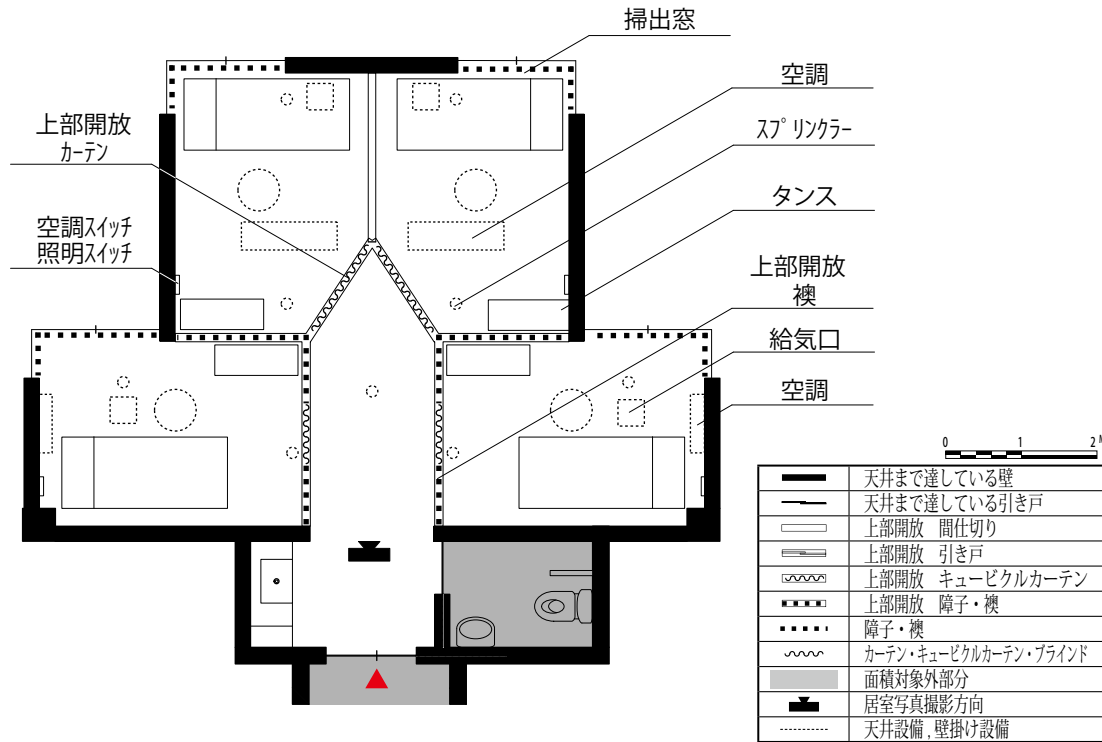 掃出窓
空調
スプリンクラー
タンス
上部開放
カーテン
空調スイッチ
照明スイッチ
上部開放
襖
給気口
空調
0 1 2 M
天井まで達している壁
天井まで達している引き戸
上部開放 間仕切り
上部開放 引き戸
上部開放 キュービクルカーテン
上部開放 障子・襖
障子・襖
カーテン・キュービクルカーテン・ブラインド
面積対象外部分
居室写真撮影方向
天井設備,壁掛け設備